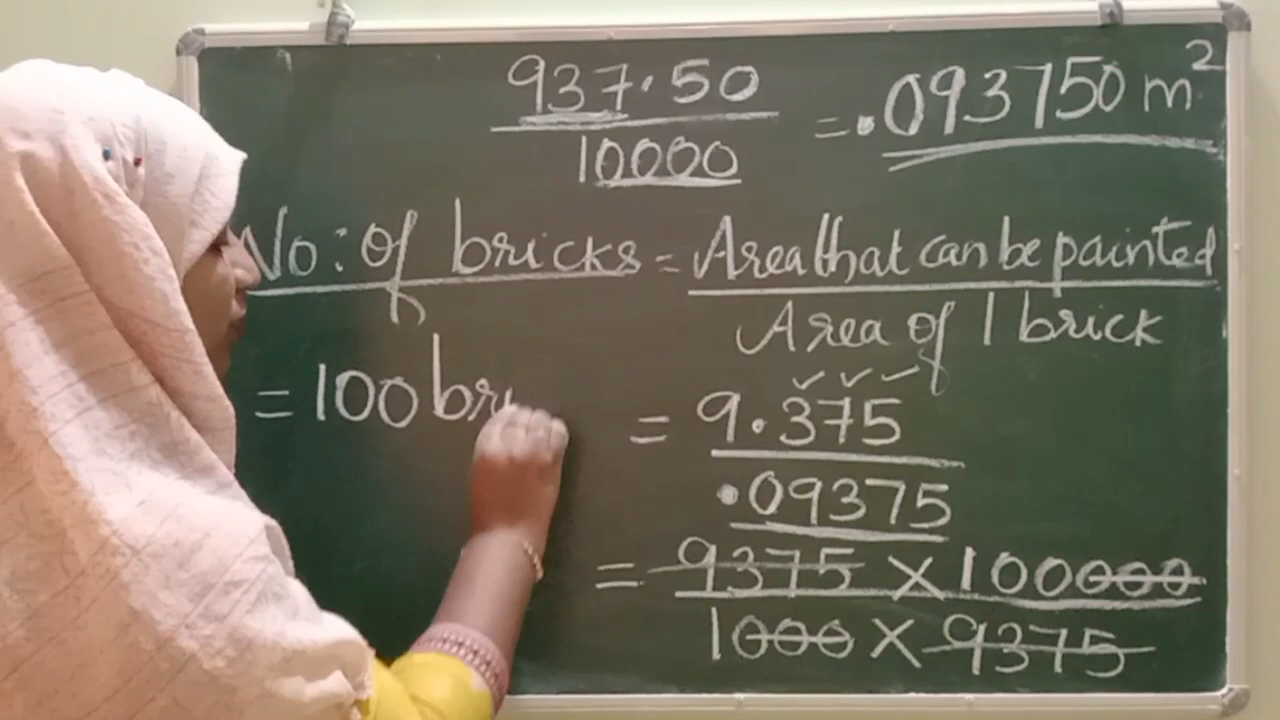 937.50 / 10000 = .093750 m²
No: of bricks = Area that can be painted / Area of 1 brick
= 100 bri
= 9.375 / .09375
= 9375 X 100000 / 1000 X 9375